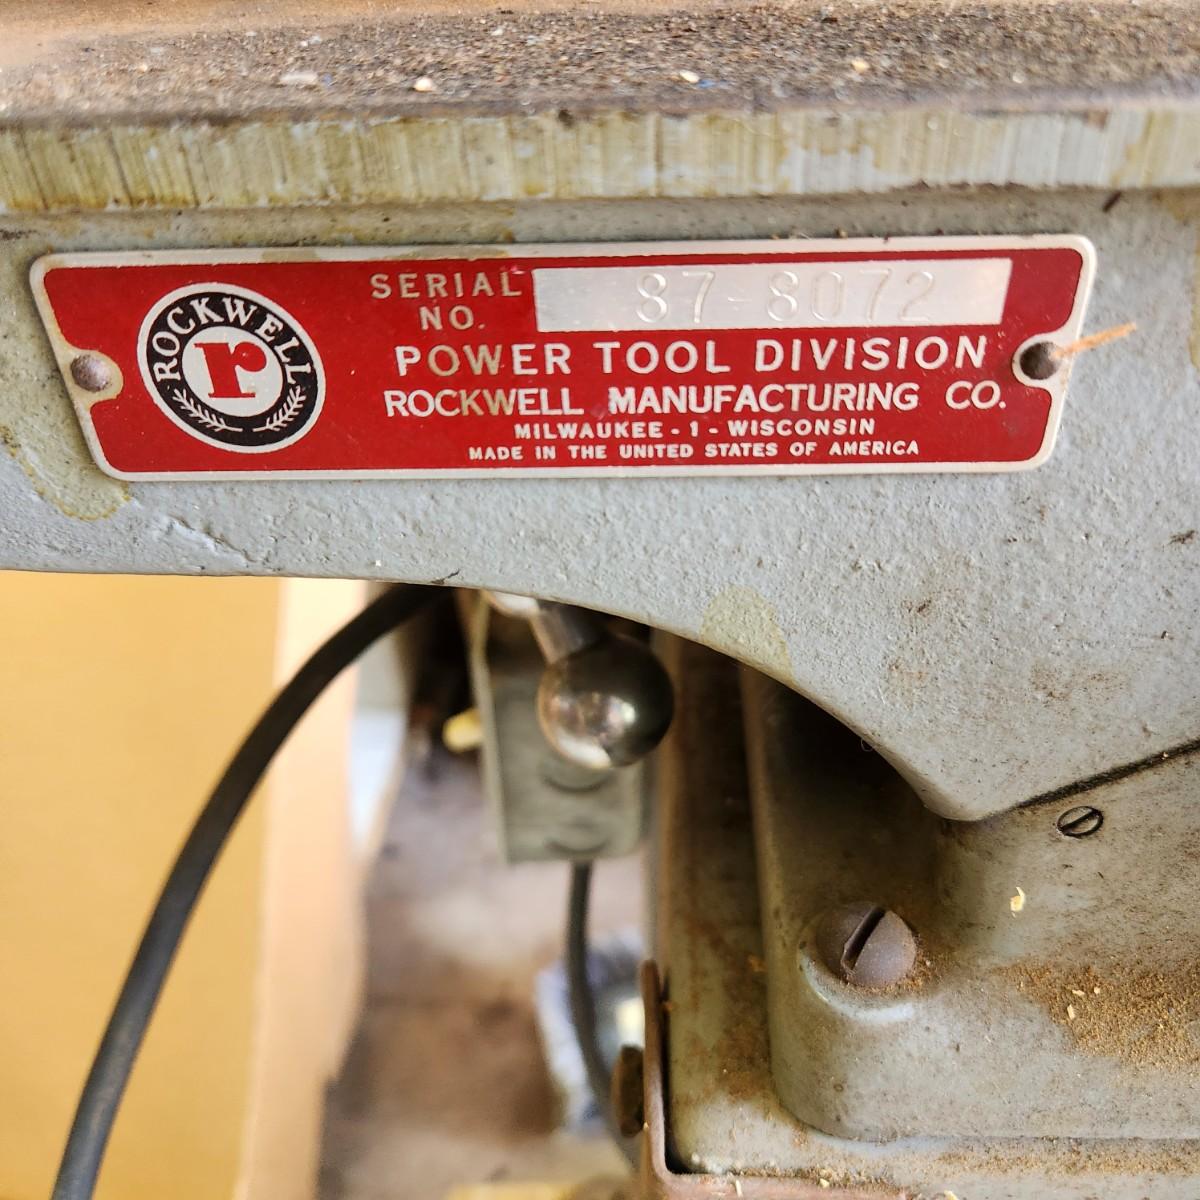 ROCKWELL
r
SERIAL NO. 87-8072
POWER TOOL DIVISION
ROCKWELL MANUFACTURING CO.
MILWAUKEE - 1 - WISCONSIN
MADE IN THE UNITED STATES OF AMERICA